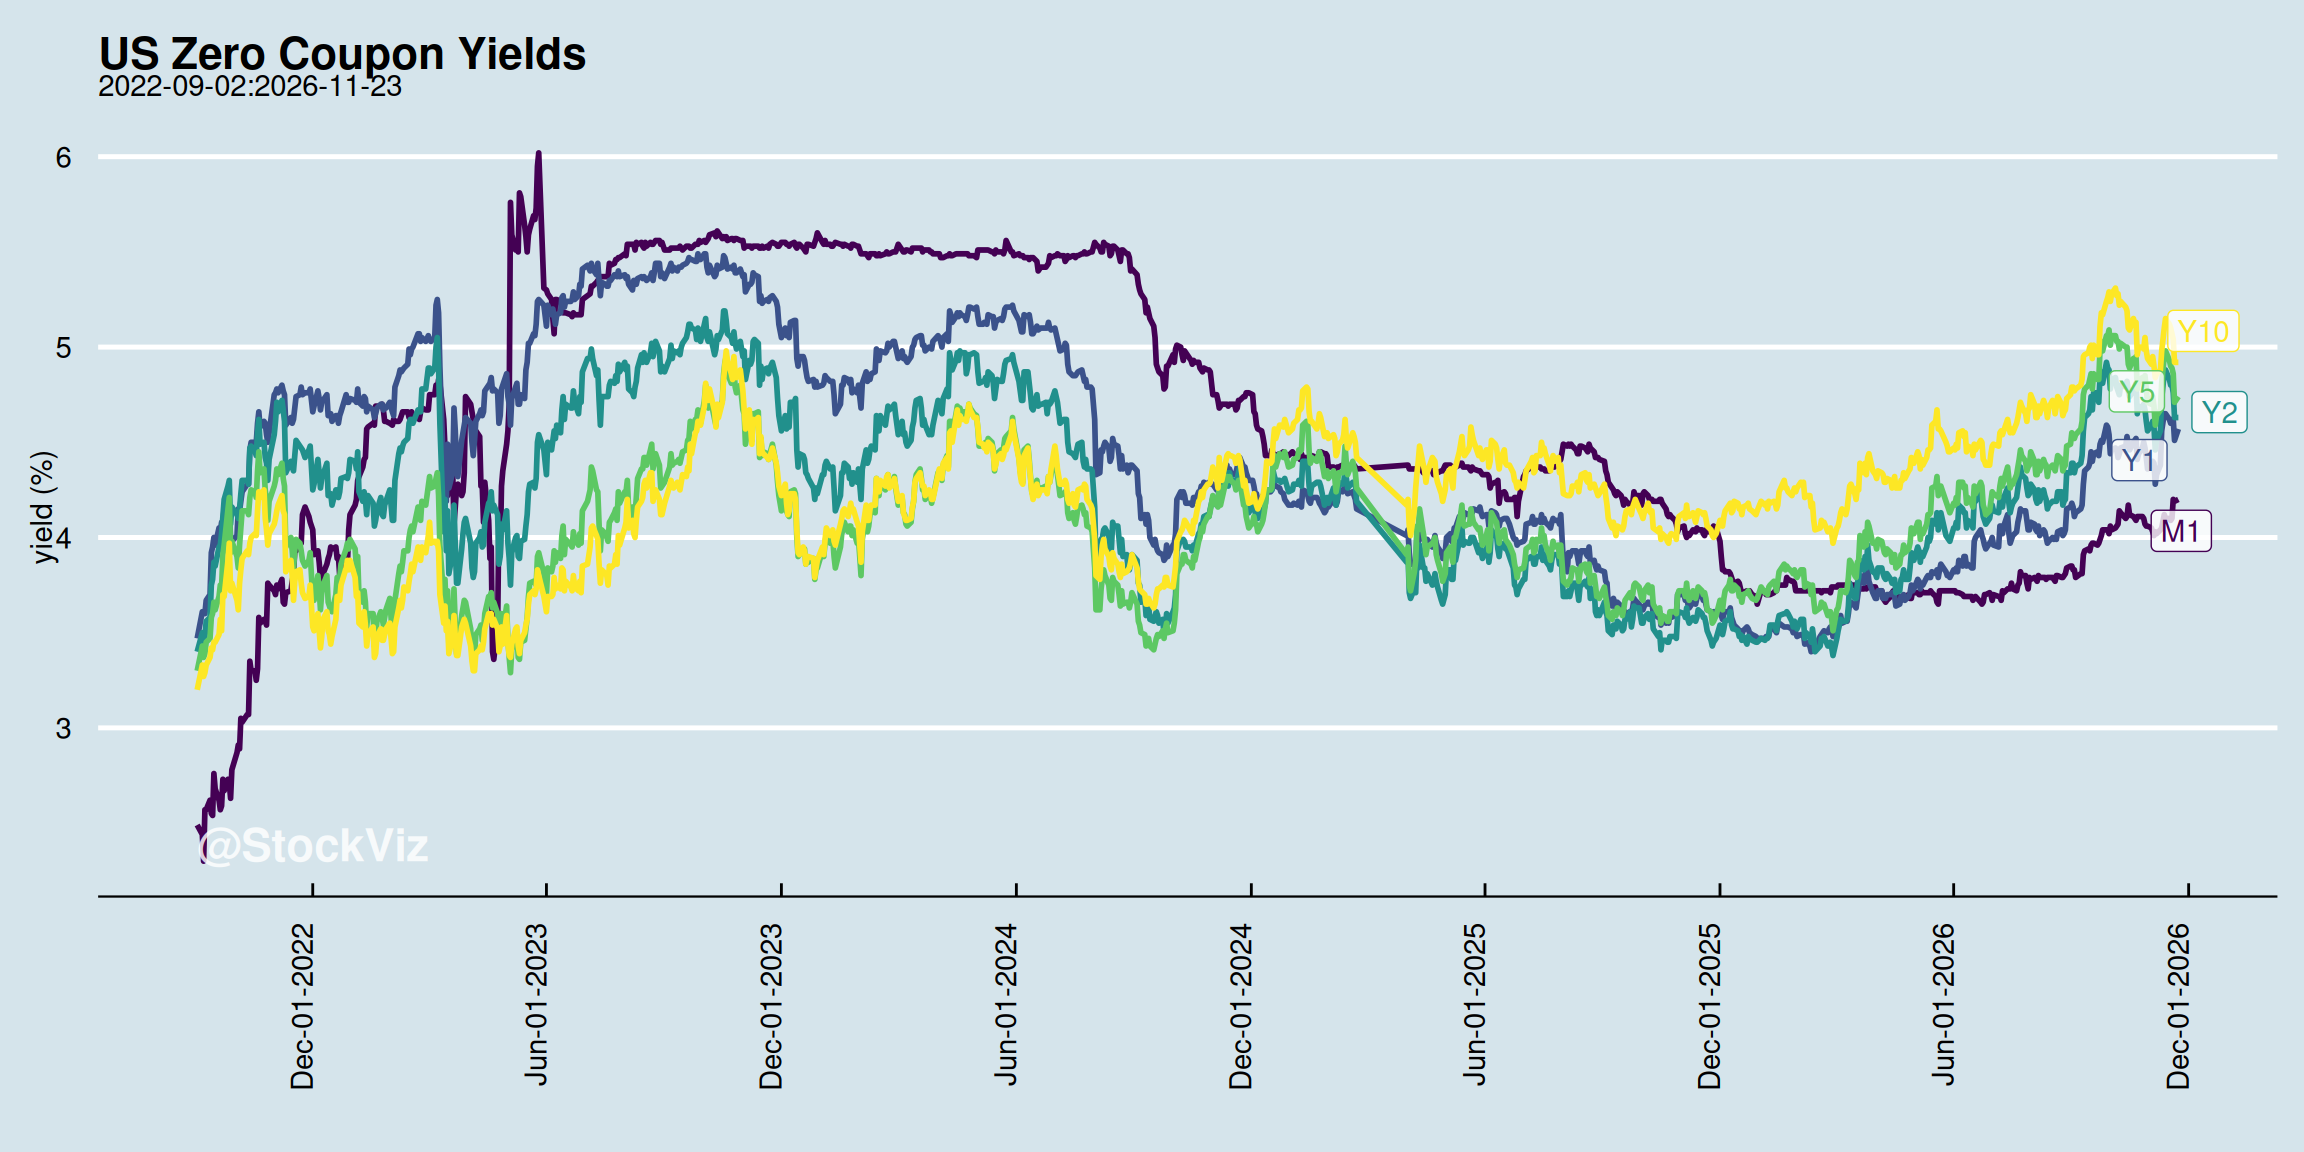 US Zero Coupon Yields
2022-09-02:2026-11-23
yield (%)
6
5
4
3
Y10
Y5
Y2
Y1
M1
@StockViz
Dec-01-2022
Jun-01-2023
Dec-01-2023
Jun-01-2024
Dec-01-2024
Jun-01-2025
Dec-01-2025
Jun-01-2026
Dec-01-2026